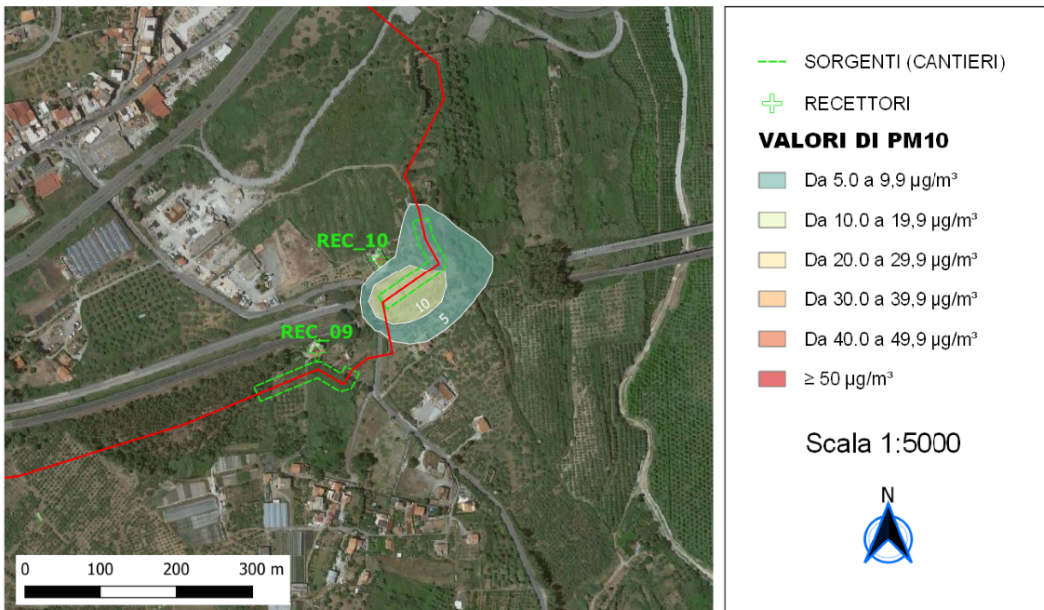 REC_10
10
5
REC_09
0 100 200 300 m
SORGENTI (CANTIERI)
RECETTORI
VALORI DI PM10
Da 5.0 a 9,9 µg/m³
Da 10.0 a 19,9 µg/m³
Da 20.0 a 29,9 µg/m³
Da 30.0 a 39,9 µg/m³
Da 40.0 a 49,9 µg/m³
≥ 50 µg/m³
Scala 1:5000
N